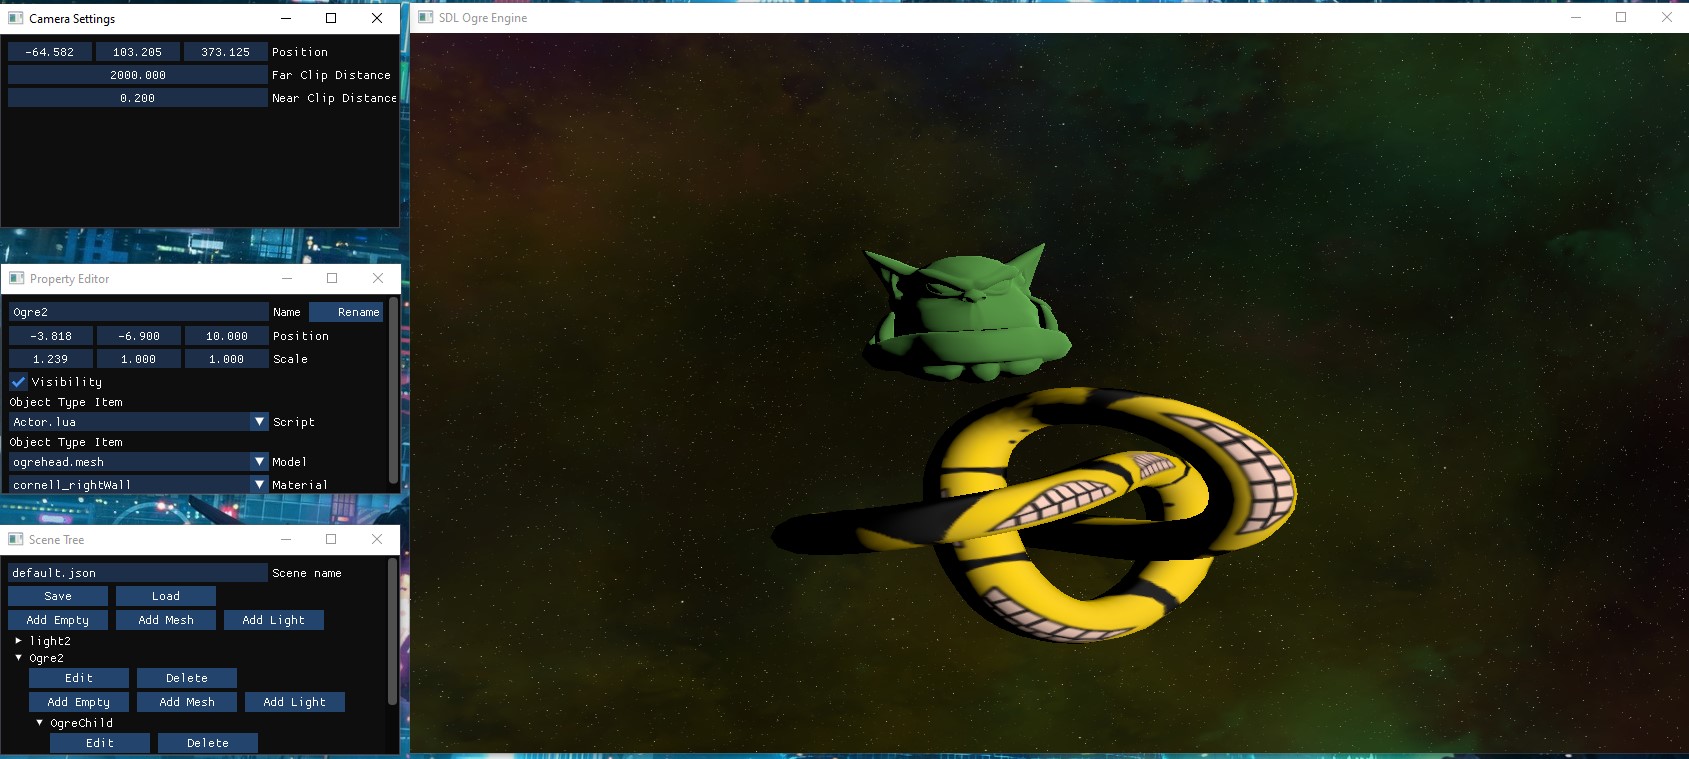 Camera Settings
-64.582 103.205 373.125 Position
2000.000 Far Clip Distance
0.200 Near Clip Distance
Property Editor
Ogre2 Name Rename
-3.818 -6.900 10.000 Position
1.239 1.000 1.000 Scale
Visibility
Object Type Item
Actor.lua Script
Object Type Item
ogrehead.mesh Model
cornell_rightWall Material
Scene Tree
default.json Scene name
Save Load
Add Empty Add Mesh Add Light
light2
Ogre2
Edit Delete
Add Empty Add Mesh Add Light
OgreChild
Edit Delete
SDL Ogre Engine